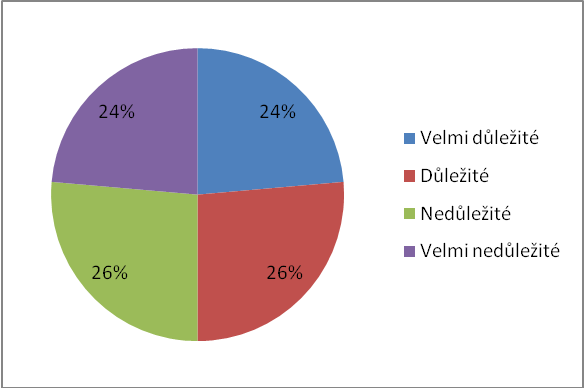 24%
24%
26%
26%
Velmi důležité
Důležité
Nedůležité
Velmi nedůležité